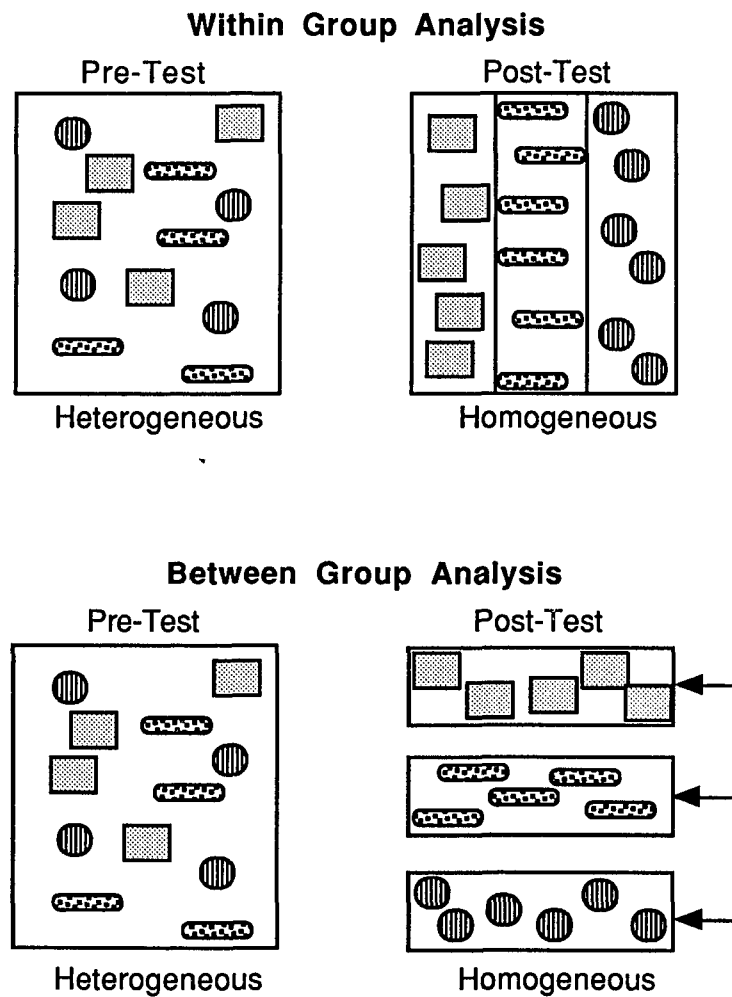 Within Group Analysis
Pre-Test Post-Test
Heterogeneous Homogeneous
Between Group Analysis
Pre-Test Post-Test
Heterogeneous Homogeneous